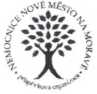 NEMOCNICE NOVÉ MĚSTO NA MORAVĚ
příspěvková organizace